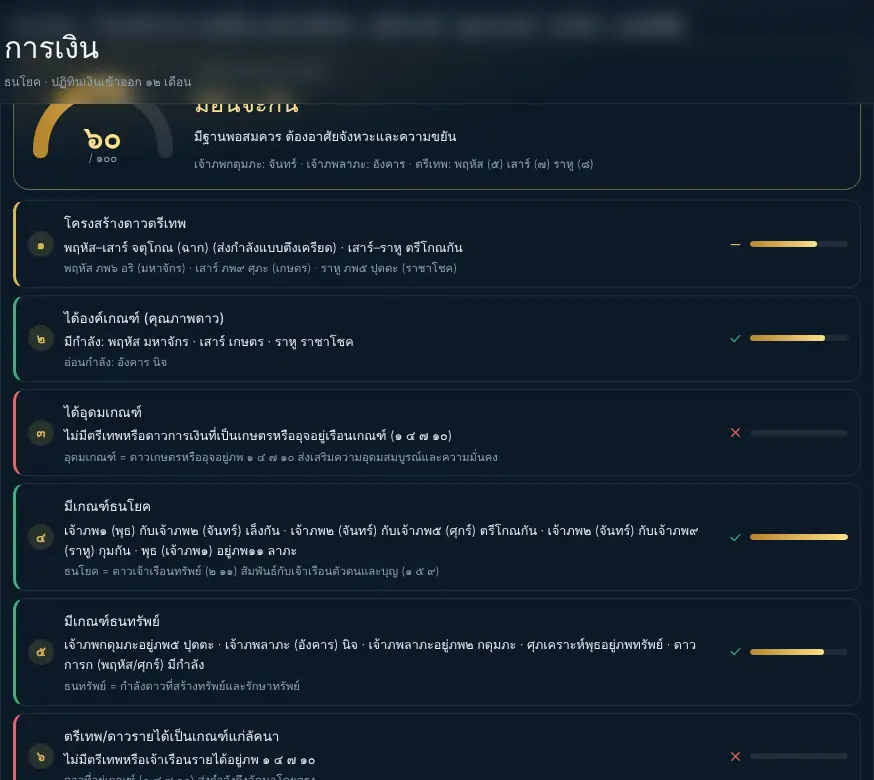 การเงิน
ธนโยค · ปฏิทินเงินเข้าออก ๑๒ เดือน
๖๐
/ ๑๐๐
มีฐานพอสมควร ต้องอาศัยจังหวะและความขยัน
เจ้าภพกดุมภะ: จันทร์ · เจ้าภพลาภะ: อังคาร · ตรีเทพ: พฤหัส (๕) เสาร์ (๗) ราหู (๘)
๑
โครงสร้างดาวตรีเทพ
พฤหัส–เสาร์ จตุโกณ (ฉาก) (ส่งกำลังแบบตึงเครียด) · เสาร์–ราหู ตรีโกณกัน
พฤหัส ภพ๖ อริ (มหาจักร) · เสาร์ ภพ๙ ศุภะ (เกษตร) · ราหู ภพ๕ ปุตตะ (ราชาโชค)
๒
ได้องค์เกณฑ์ (คุณภาพดาว)
มีกำลัง: พฤหัส มหาจักร · เสาร์ เกษตร · ราหู ราชาโชค
อ่อนกำลัง: อังคาร นิจ
๓
ได้อุดมเกณฑ์
ไม่มีตรีเทพหรือดาวการเงินที่เป็นเกษตรหรืออุจอยู่เรือนเกณฑ์ (๑ ๔ ๗ ๑๐)
อุดมเกณฑ์ = ดาวเกษตรหรืออุจอยู่ภพ ๑ ๔ ๗ ๑๐ ส่งเสริมความอุดมสมบูรณ์และความมั่นคง
๔
มีเกณฑ์ธนโยค
เจ้าภพ๑ (พุธ) กับเจ้าภพ๒ (จันทร์) เล็งกัน · เจ้าภพ๒ (จันทร์) กับเจ้าภพ๕ (ศุกร์) ตรีโกณกัน · เจ้าภพ๒ (จันทร์) กับเจ้าภพ๙
(ราหู) กุมกัน · พุธ (เจ้าภพ๑) อยู่ภพ๑๑ ลาภะ
ธนโยค = ดาวเจ้าเรือนทรัพย์ (๒ ๑๑) สัมพันธ์กับเจ้าเรือนตัวตนและบุญ (๑ ๕ ๙)
๕
มีเกณฑ์ธนทรัพย์
เจ้าภพกดุมภะอยู่ภพ๕ ปุตตะ · เจ้าภพลาภะ (อังคาร) นิจ · เจ้าภพลาภะอยู่ภพ๒ กดุมภะ · ศุภเคราะห์พุธอยู่ภพทรัพย์ · ดาว
การก (พฤหัส/ศุกร์) มีกำลัง
ธนทรัพย์ = กำลังดาวที่สร้างทรัพย์และรักษาทรัพย์
๖
ตรีเทพ/ดาวรายได้เป็นเกณฑ์แก่ลัคนา
ไม่มีตรีเทพหรือเจ้าเรือนรายได้อยู่ภพ ๑ ๔ ๗ ๑๐